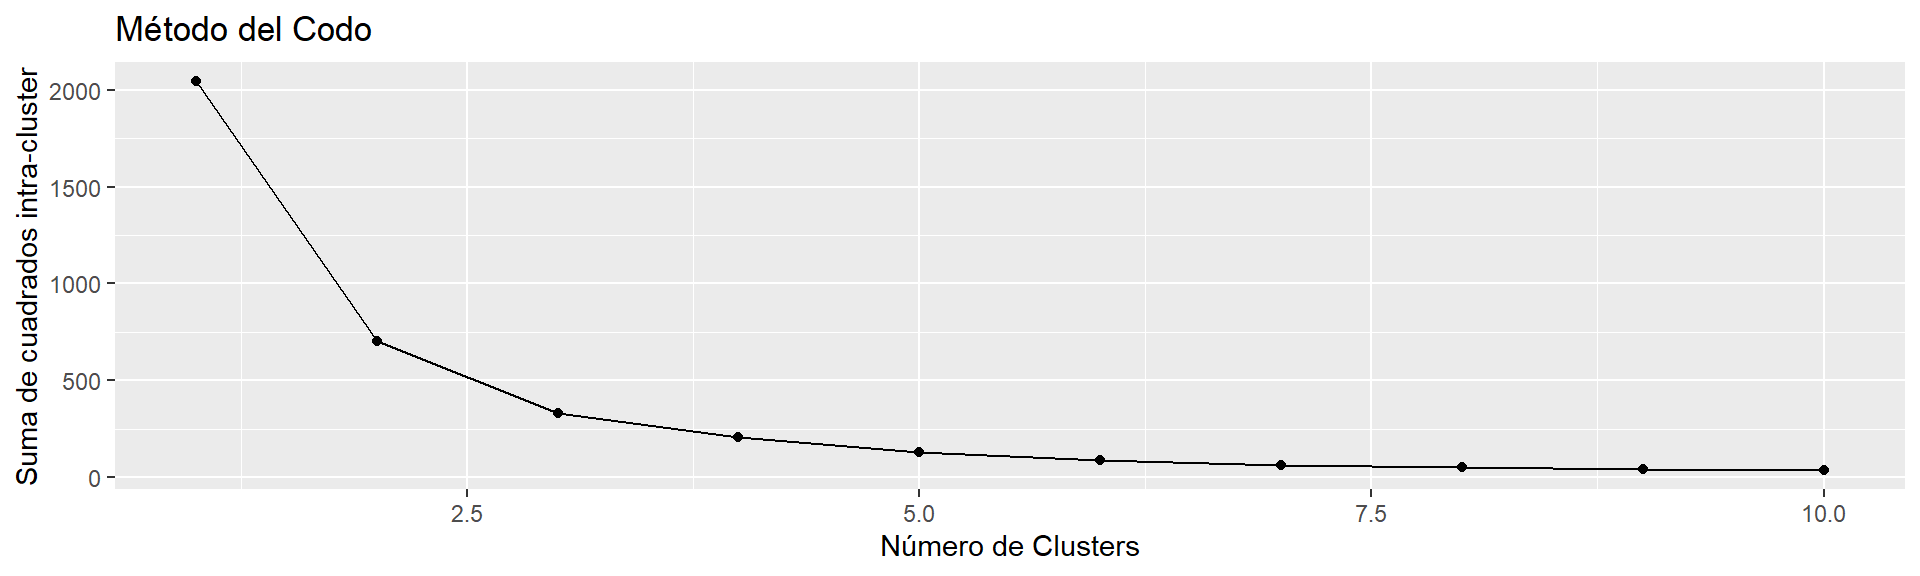 Método del Codo
Suma de cuadrados intra-cluster
2000
1500
1000
500
0
2.5 5.0 7.5 10.0
Número de Clusters